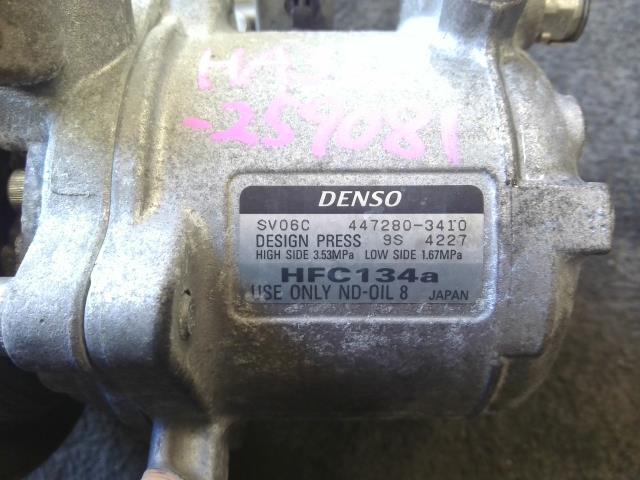 -259081
DENSO
SV06C 447280-3410
DESIGN PRESS 9S 4227
HIGH SIDE 3.53MPa LOW SIDE 1.67MPa
HFC134a
USE ONLY ND-OIL 8 JAPAN